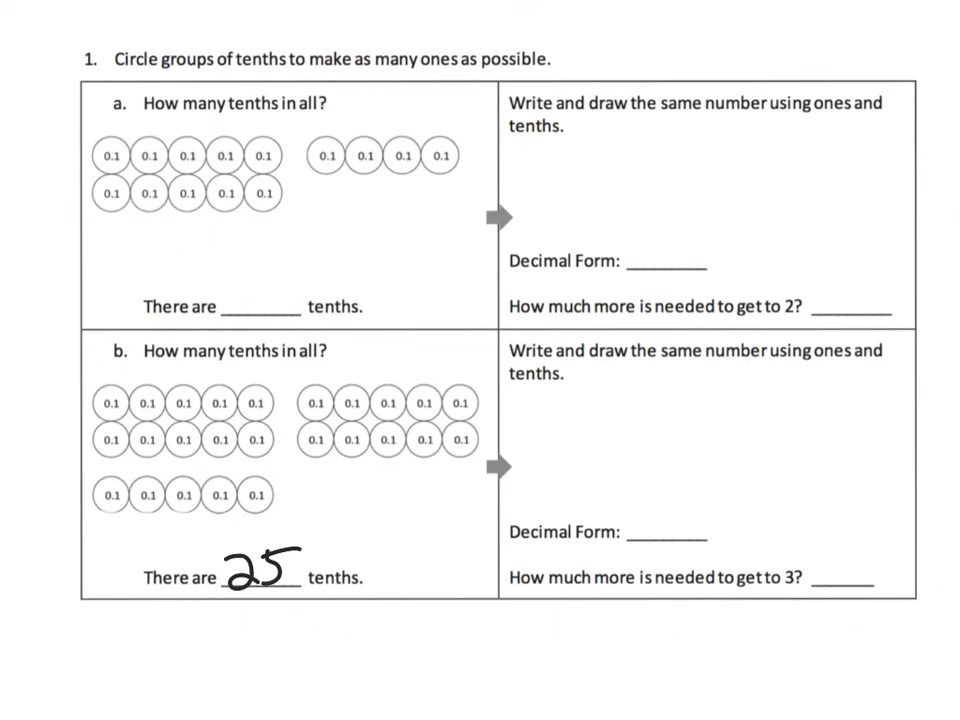 1. Circle groups of tenths to make as many ones as possible.
a. How many tenths in all?
0.1 0.1 0.1 0.1 0.1 0.1 0.1 0.1 0.1
0.1 0.1 0.1 0.1 0.1
There are ________ tenths.
Write and draw the same number using ones and
tenths.
Decimal Form: ________
How much more is needed to get to 2? ________
b. How many tenths in all?
0.1 0.1 0.1 0.1 0.1 0.1 0.1 0.1 0.1 0.1
0.1 0.1 0.1 0.1 0.1 0.1 0.1 0.1 0.1 0.1
0.1 0.1 0.1 0.1 0.1
There are 25 tenths.
Write and draw the same number using ones and
tenths.
Decimal Form: ________
How much more is needed to get to 3? ______